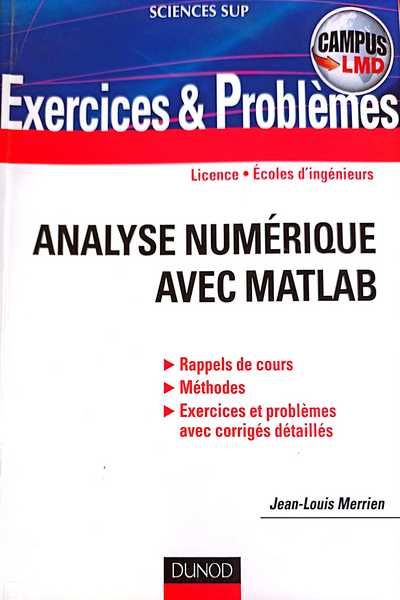 SCIENCES SUP
CAMPUS
LMD
Exercices & Problèmes
Licence • Écoles d'ingénieurs
ANALYSE NUMÉRIQUE
AVEC MATLAB
► Rappels de cours
► Méthodes
► Exercices et problèmes
avec corrigés détaillés
Jean-Louis Merrien
DUNOD